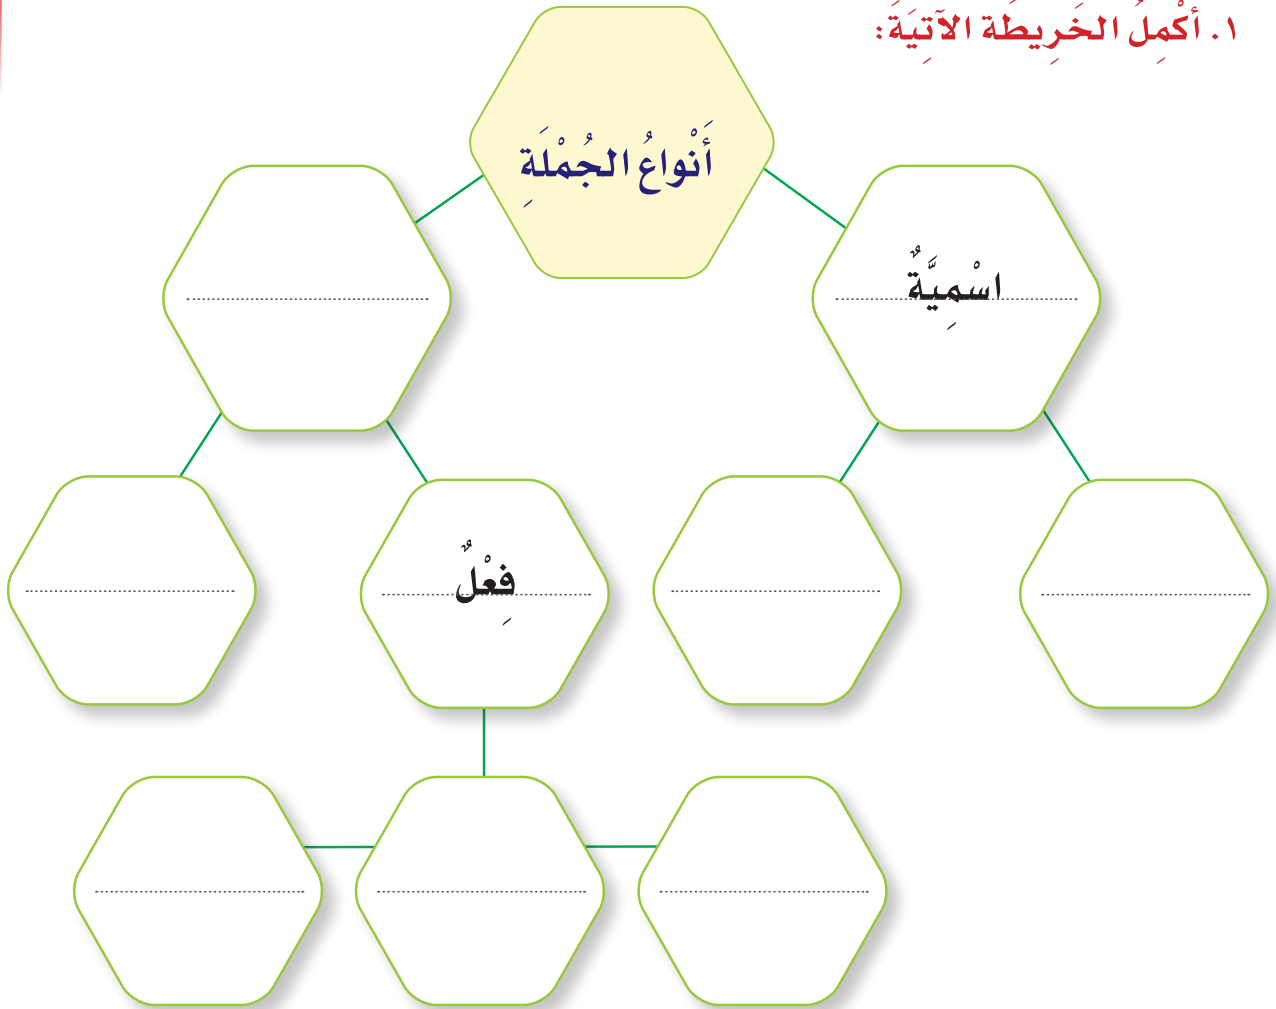 ١. أُكْمِلُ الخَرِيطَةَ الآتِيَةَ:
أَنْواعُ الجُمْلَةِ
اسْمِيَّةٌ
فِعْلٌ